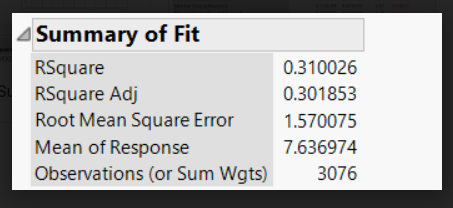 Summary of Fit
RSquare 0.310026
RSquare Adj 0.301853
Root Mean Square Error 1.570075
Mean of Response 7.636974
Observations (or Sum Wgts) 3076